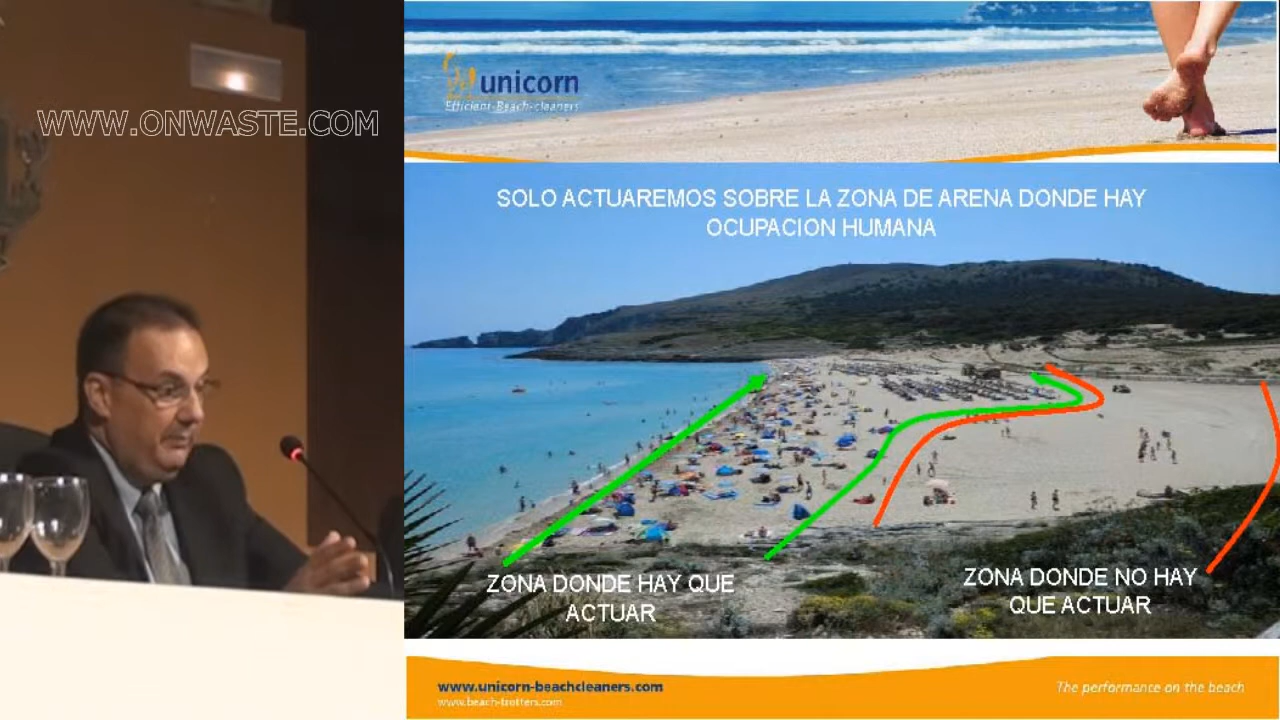 WWW.ONWASTE.COM
unicorn
Efficient-Beach-cleaners
SOLO ACTUAREMOS SOBRE LA ZONA DE ARENA DONDE HAY
OCUPACION HUMANA
ZONA DONDE HAY QUE
ACTUAR
ZONA DONDE NO HAY
QUE ACTUAR
www.unicorn-beachcleaners.com
www.beach-trotters.com
The performance on the beach